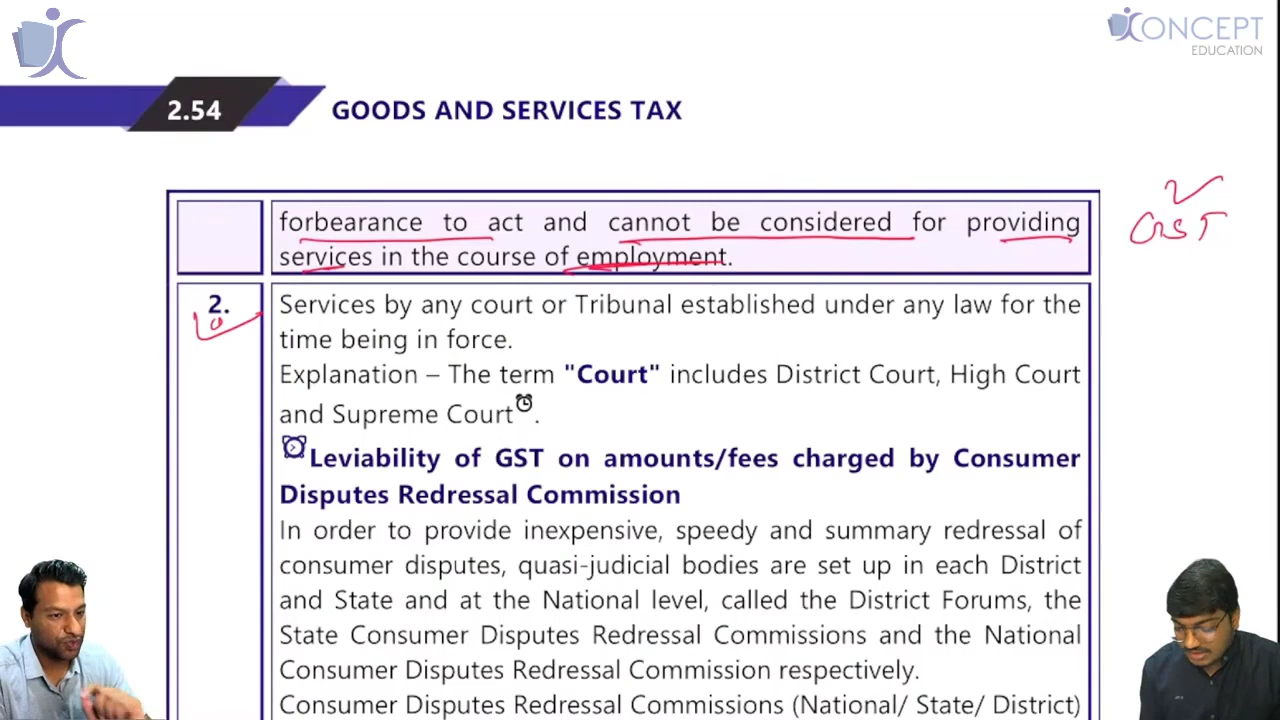 CONCEPT
EDUCATION
2.54 GOODS AND SERVICES TAX
forbearance to act and cannot be considered for providing
services in the course of employment.
GST
2. Services by any court or Tribunal established under any law for the
time being in force.
Explanation – The term "Court" includes District Court, High Court
and Supreme Court.
Leviability of GST on amounts/fees charged by Consumer
Disputes Redressal Commission
In order to provide inexpensive, speedy and summary redressal of
consumer disputes, quasi-judicial bodies are set up in each District
and State and at the National level, called the District Forums, the
State Consumer Disputes Redressal Commissions and the National
Consumer Disputes Redressal Commission respectively.
Consumer Disputes Redressal Commissions (National/ State/ District)